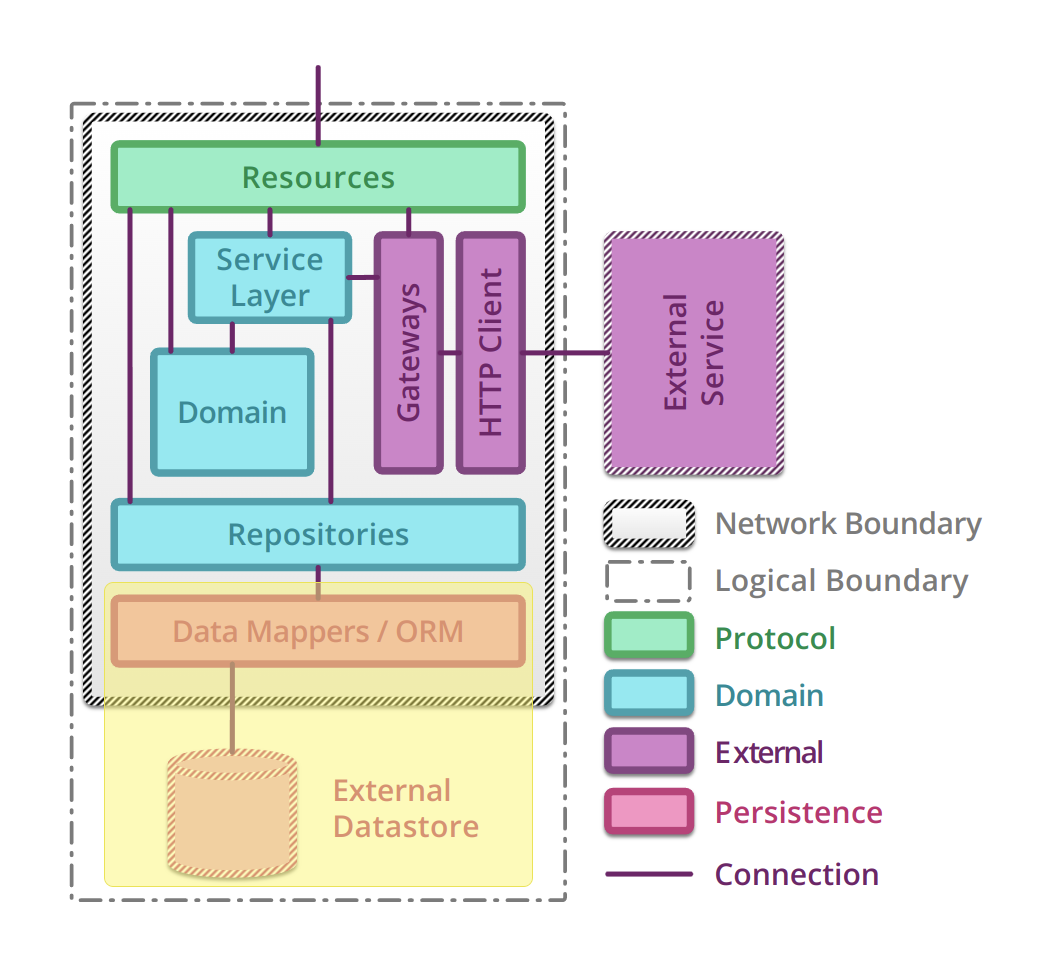 Resources
Service
Layer
Gateways
HTTP Client
External
Service
Domain
Repositories
Data Mappers / ORM
External
Datastore
Network Boundary
Logical Boundary
Protocol
Domain
External
Persistence
Connection